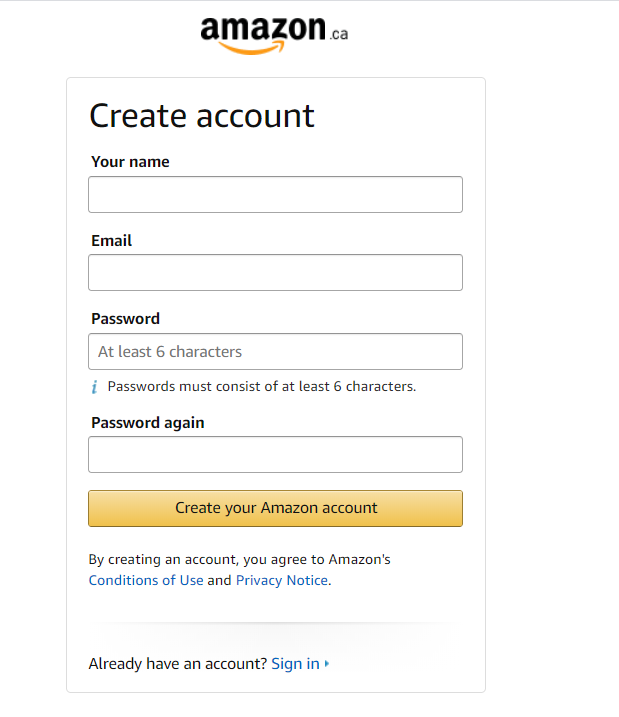 amazon.ca
Create account
Your name
Email
Password
At least 6 characters
i Passwords must consist of at least 6 characters.
Password again
Create your Amazon account
By creating an account, you agree to Amazon's
Conditions of Use and Privacy Notice.
Already have an account? Sign in